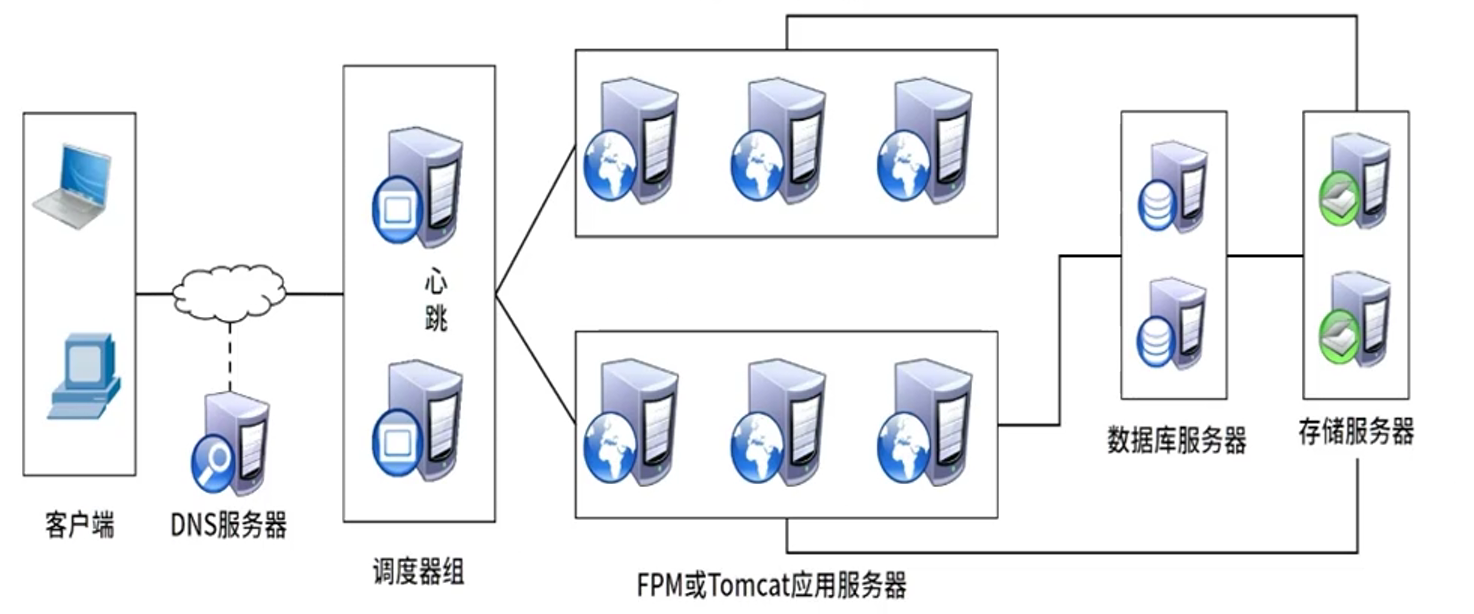 心
跳
客户端
DNS服务器
调度器组
FPM或Tomcat应用服务器
数据库服务器
存储服务器